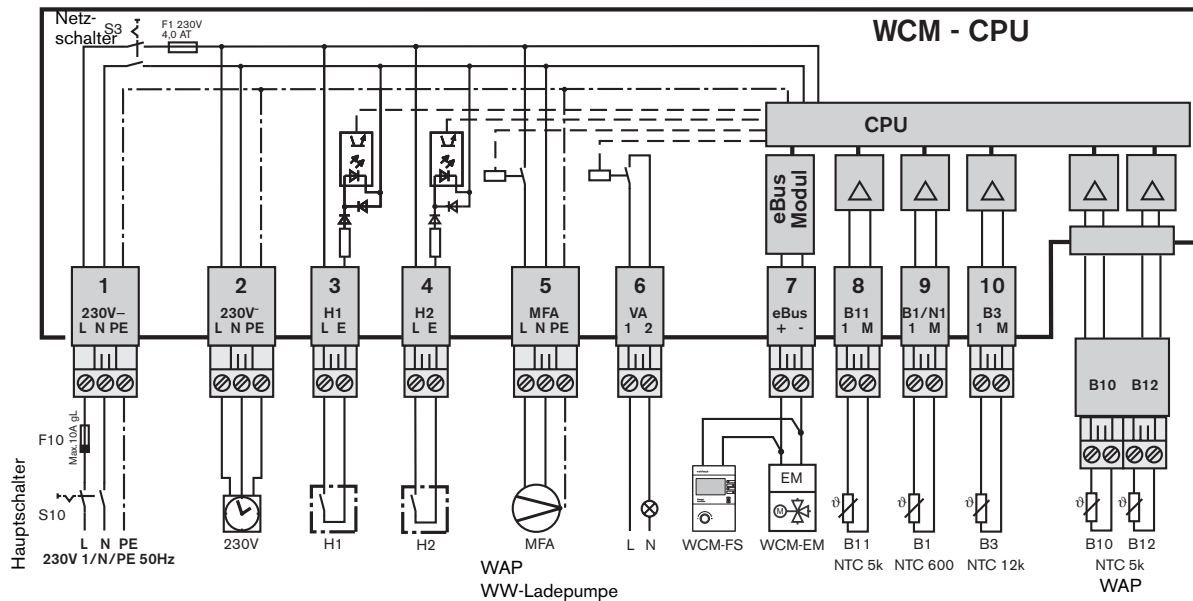 Netz-
schalter
S3
F1 230V
4,0 AT
WCM - CPU
CPU
eBus
Modul
1
230V~
L N PE
2
230V~
L N PE
3
H1
L E
4
H2
L E
5
MFA
L N PE
6
VA
1 2
7
eBus
+ -
8
B11
1 M
9
B1/N1
1 M
10
B3
1 M
B10 B12
F10
Max.10A gL
Hauptschalter
S10
L N PE
230V 1/N/PE 50Hz
230V
H1
H2
MFA
WAP
WW-Ladepumpe
L N
WCM-FS
EM
M
WCM-EM
ϑ
B11
NTC 5k
ϑ
B1
NTC 600
ϑ
B3
NTC 12k
ϑ
ϑ
B10 B12
NTC 5k
WAP